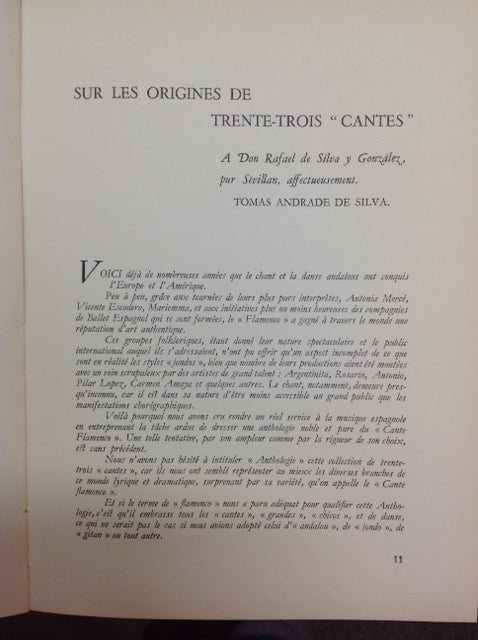 SUR LES ORIGINES DE
TRENTE-TROIS “ CANTES ”
A Don Rafael de Silva y González,
pur Sévillan, affectueusement.
TOMAS ANDRADE DE SILVA.
VOICI déjà de nombreuses années que le chant et la danse andalous ont conquis
l'Europe et l'Amérique.
Peu à peu, grâce aux tournées de leurs plus purs interprètes, Antonia Mercé,
Vicente Escudero, Mariemma, et aux initiatives plus ou moins heureuses des compagnies
de Ballet Espagnol qui se sont formées, le « Flamenco » a gagné à travers le monde une
réputation d'art authentique.
Ces groupes folkloriques, étant donné leur nature spectaculaire et le public
international auquel ils s'adressaient, n'ont pu offrir qu'un aspect incomplet de ce que
sont en réalité les styles « jondos », bien que nombre de leurs productions aient été montées
avec un soin scrupuleux par des artistes de grand talent : Argentinita, Rosario, Antonio,
Pilar Lopez, Carmen Amaya et quelques autres. Le chant, notamment, demeure pres-
qu'inconnu, car il est dans sa nature d'être moins accessible au grand public que les
manifestations chorégraphiques.
Voilà pourquoi nous avons cru rendre un réel service à la musique espagnole
en entreprenant la tâche ardue de dresser une anthologie noble et pure du « Cante
Flamenco ». Une telle tentative, par son ampleur comme par la rigueur de son choix,
est sans précédent.
Nous n'avons pas hésité à intituler « Anthologie » cette collection de trente-
trois « cantes », car ils nous ont semblé représenter au mieux les diverses branches de
ce monde lyrique et dramatique, surprenant par sa variété, qu'on appelle le « Cante
flamenco ».
Et si le terme de « flamenco » nous a paru adéquat pour qualifier cette Antho-
logie, c'est qu'il embrasse tous les « cantes », « grandes », « chicos », et de danse,
ce qui ne serait pas le cas si nous avions adopté celui d'« andalou », de « jondo », de
« gitan » ou tout autre.
11